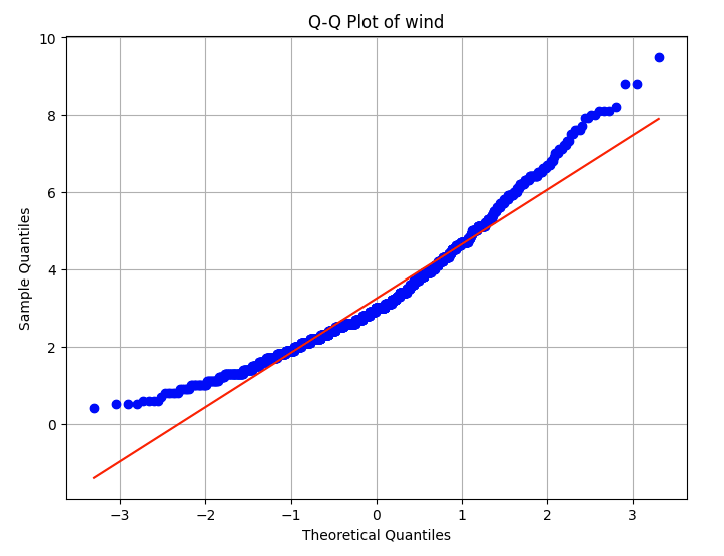 Q-Q Plot of wind
10
8
6
4
2
0
Sample Quantiles
−3 −2 −1 0 1 2 3
Theoretical Quantiles